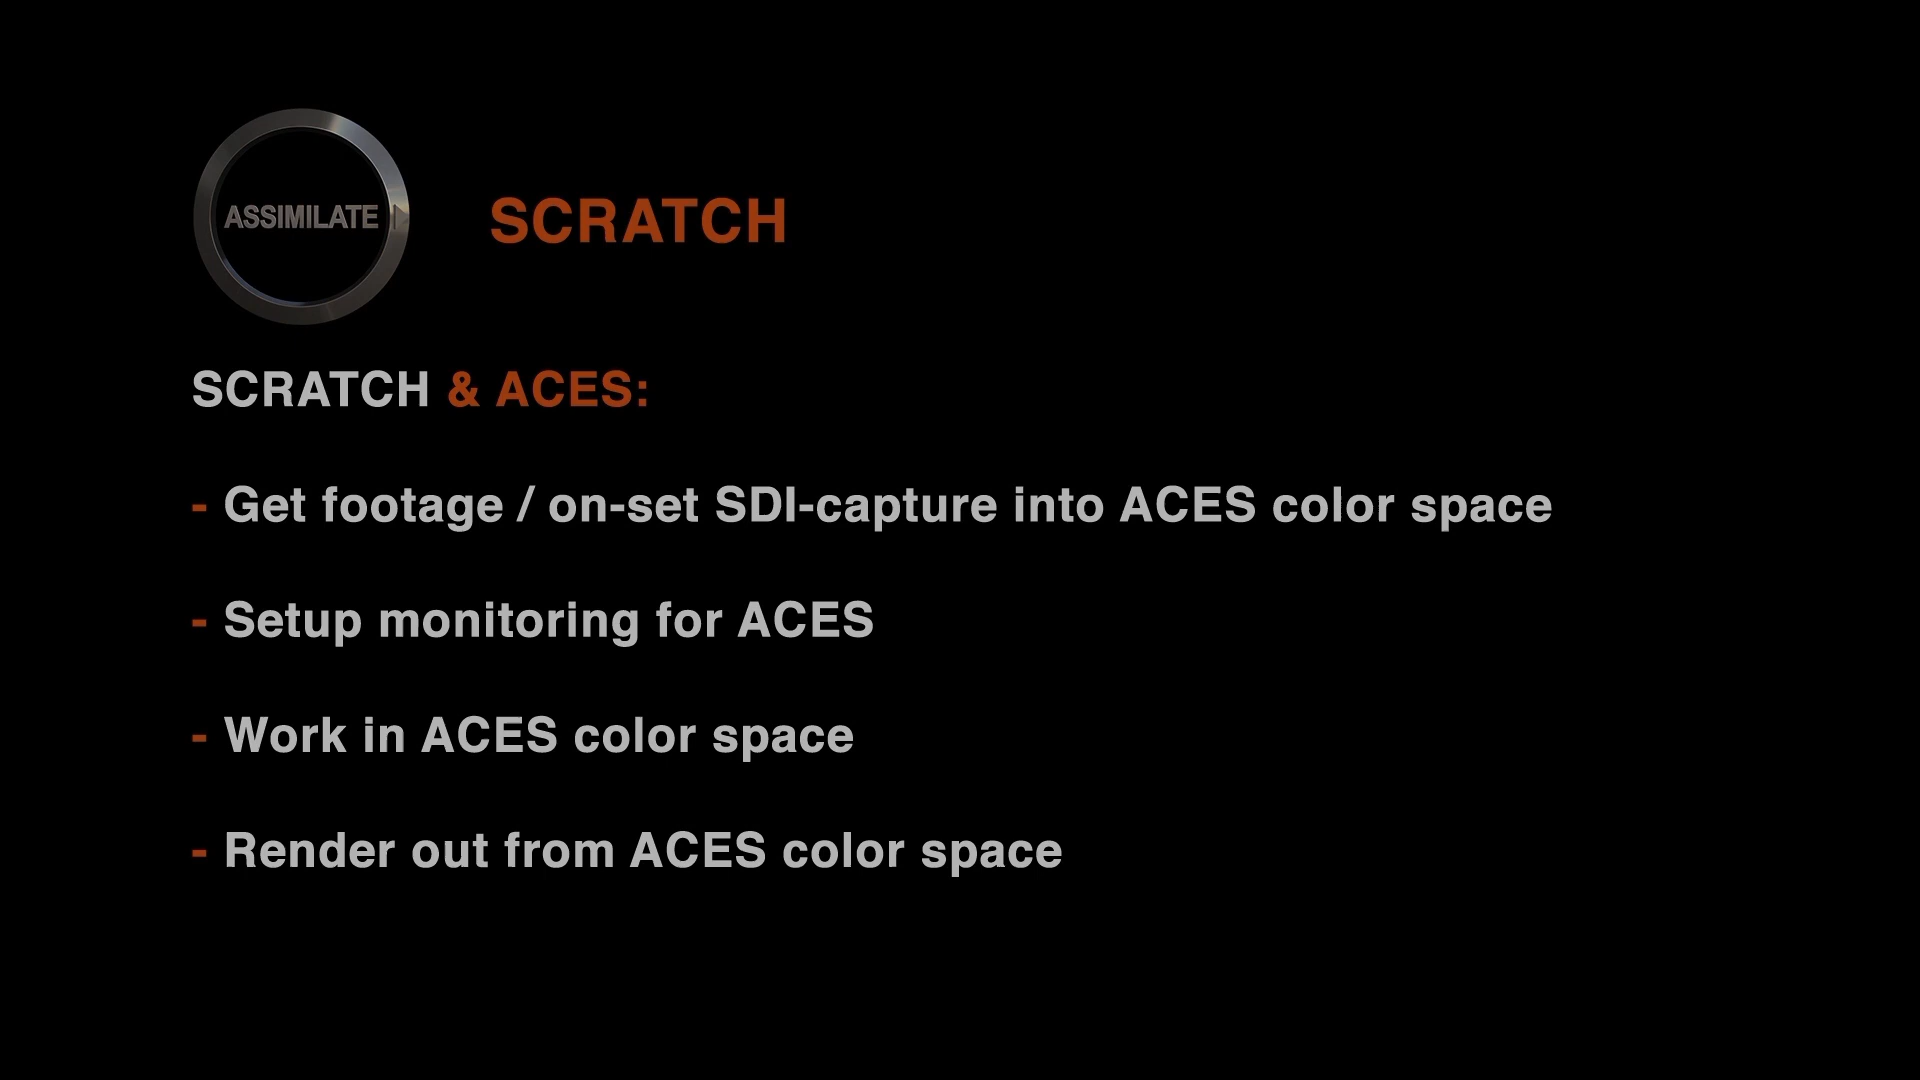 ASSIMILATE
SCRATCH
SCRATCH & ACES:
- Get footage / on-set SDI-capture into ACES color space
- Setup monitoring for ACES
- Work in ACES color space
- Render out from ACES color space